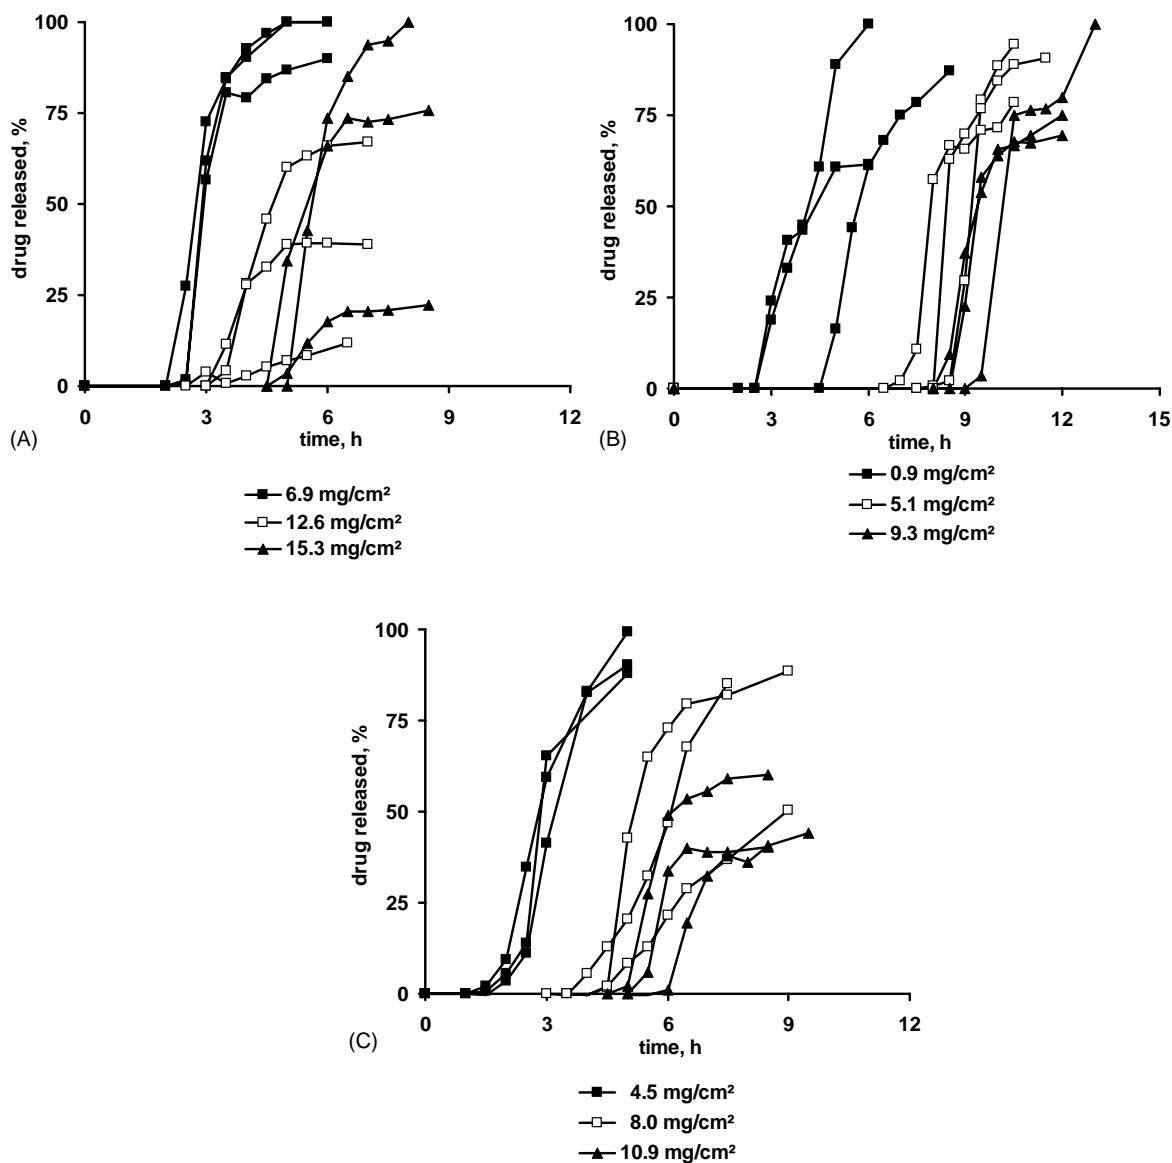 100
75
50
25
0
drug released, %
0
3
6
9
12
time, h
(A)
6.9 mg/cm²
12.6 mg/cm²
15.3 mg/cm²
100
75
50
25
0
drug released, %
0
3
6
9
12
15
time, h
(B)
0.9 mg/cm²
5.1 mg/cm²
9.3 mg/cm²
100
75
50
25
0
drug released, %
0
3
6
9
12
time, h
(C)
4.5 mg/cm²
8.0 mg/cm²
10.9 mg/cm²